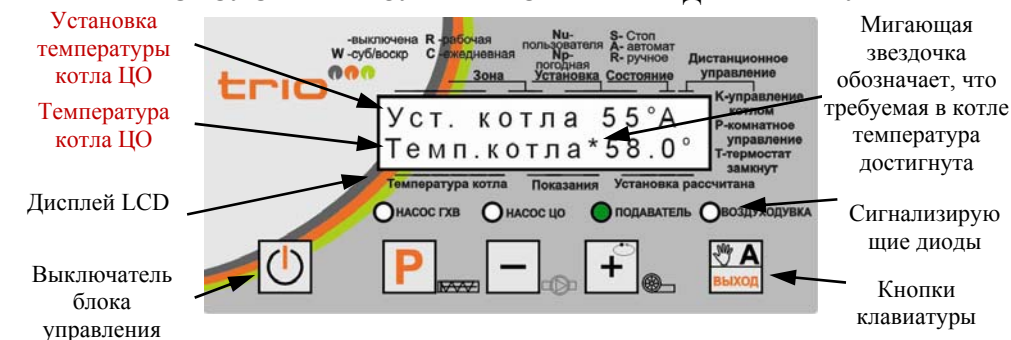 Установка
температуры
котла ЦО
Температура
котла ЦО
Дисплей LCD
Выключатель
блока
управления
trio
-выключена R -рабочая
W -суб/воскр C -ежедневная
Nu-
пользователя
Np-
погодная
S- Стоп
A- автомат
R- ручное
Дистанционное
управление
Зона Установка Состояние
К-управление
котлом
Р-комнатное
управление
Т-термостат
замкнут
Уст. котла 55°A
Темп.котла*58.0°
Температура котла Показания Установка рассчитана
НАСОС ГХВ НАСОС ЦО ПОДАВАТЕЛЬ ВОЗДУХОДУВКА
P - + A
ВЫХОД
Мигающая
звездочка
обозначает, что
требуемая в котле
температура
достигнута
Сигнализирую
щие диоды
Кнопки
клавиатуры